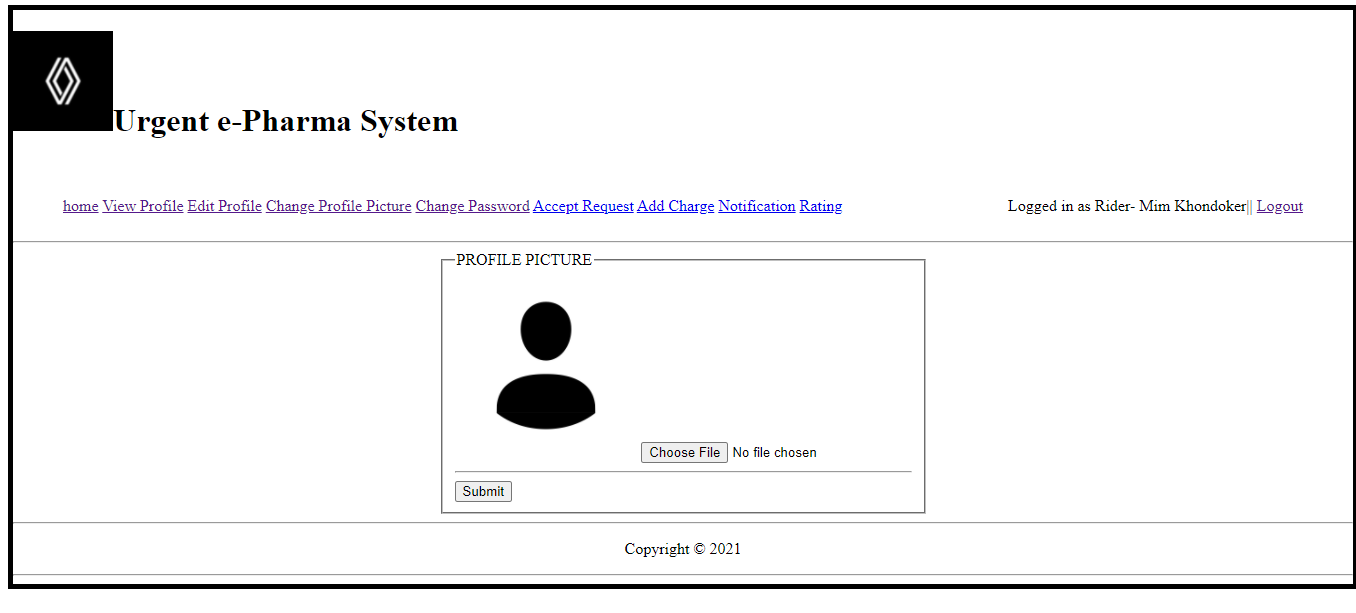 Urgent e-Pharma System
home View Profile Edit Profile Change Profile Picture Change Password Accept Request Add Charge Notification Rating Logged in as Rider- Mim Khondoker|| Logout
PROFILE PICTURE
Choose File No file chosen
Submit
Copyright © 2021